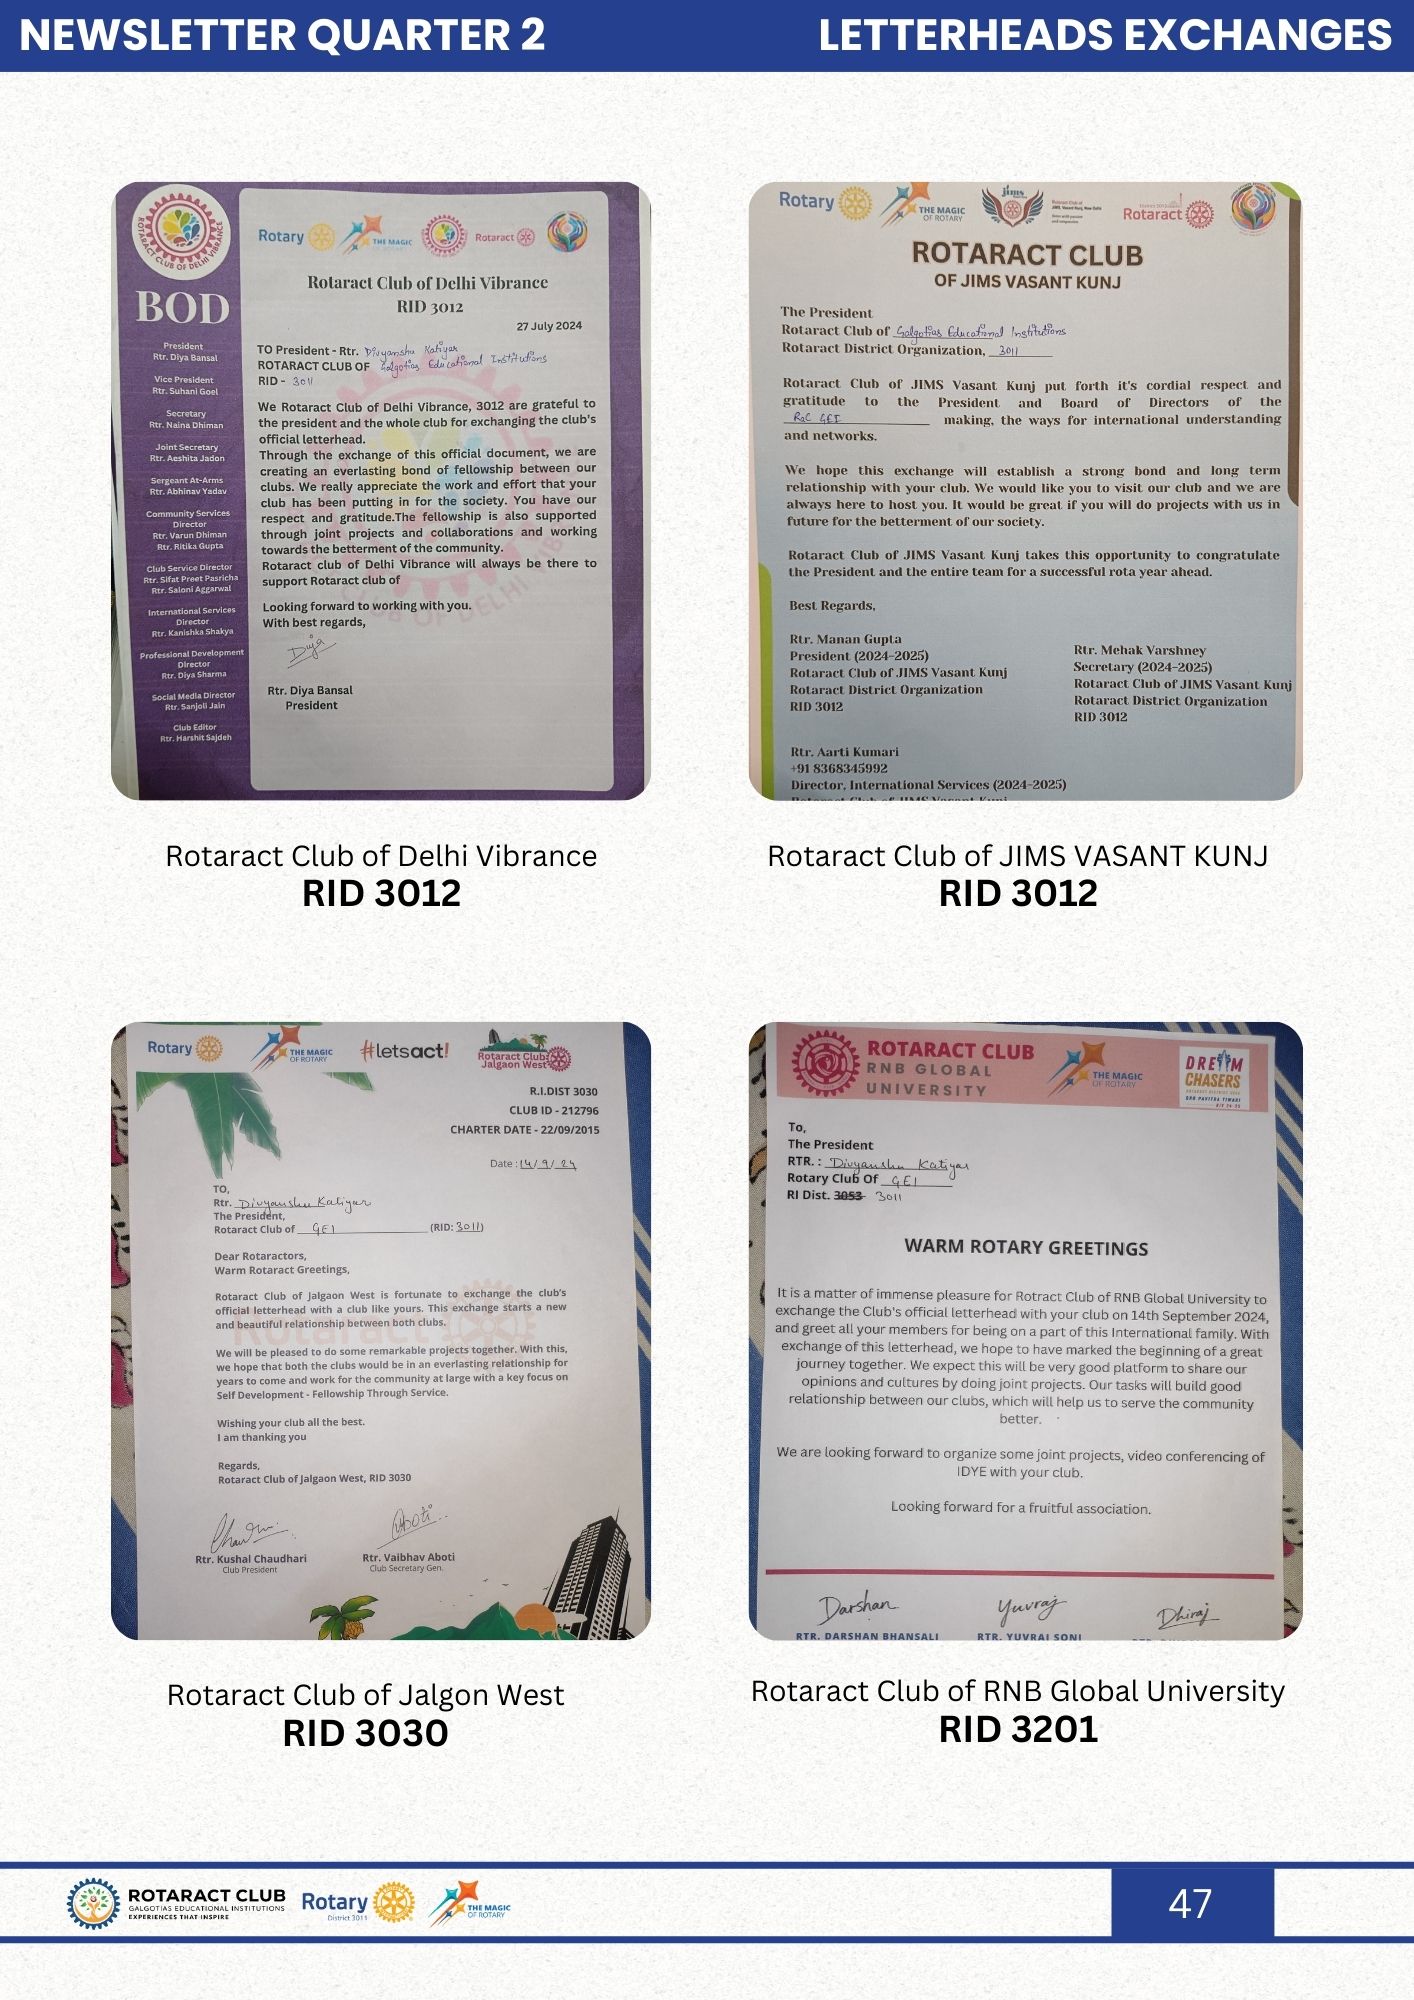 NEWSLETTER QUARTER 2
LETTERHEADS EXCHANGES
ROTARACT CLUB OF DELHI VIBRANCE
BOD
President
Rtr. Diya Bansal
Vice President
Rtr. Suhani Goel
Secretary
Rtr. Naina Dhiman
Joint Secretary
Rtr. Aeshita Jadon
Sergeant At-Arms
Rtr. Abhinav Yadav
Community Services
Director
Rtr. Varun Dhiman
Rtr. Ritika Gupta
Club Service Director
Rtr. Sifat Preet Pasricha
Rtr. Saloni Aggarwal
International Services
Director
Rtr. Kanishka Shakya
Professional Development
Director
Rtr. Diya Sharma
Social Media Director
Rtr. Sanjoli Jain
Club Editor
Rtr. Harshit Sajdeh
Rotary
THE MAGIC
OF ROTARY
Rotaract
Rotaract Club of Delhi Vibrance
RID 3012
27 July 2024
TO President - Rtr. Divyanshu Katiyar
ROTARACT CLUB OF Galgotias Educational Institutions
RID - 3011
We Rotaract Club of Delhi Vibrance, 3012 are grateful to
the president and the whole club for exchanging the club's
official letterhead.
Through the exchange of this official document, we are
creating an everlasting bond of fellowship between our
clubs. We really appreciate the work and effort that your
club has been putting in for the society. You have our
respect and gratitude.The fellowship is also supported
through joint projects and collaborations and working
towards the betterment of the community.
Rotaract club of Delhi Vibrance will always be there to
support Rotaract club of
Looking forward to working with you.
With best regards,
Diya
Rtr. Diya Bansal
President
Rotary
THE MAGIC
OF ROTARY
jims
Rotaract
ROTARACT CLUB
OF JIMS VASANT KUNJ
The President
Rotaract Club of Galgotias Educational Institutions
Rotaract District Organization, 3011
Rotaract Club of JIMS Vasant Kunj put forth it's cordial respect and
gratitude to the President and Board of Directors of the
RaC GEI making, the ways for international understanding
and networks.
We hope this exchange will establish a strong bond and long term
relationship with your club. We would like you to visit our club and we are
always here to host you. It would be great if you will do projects with us in
future for the betterment of our society.
Rotaract Club of JIMS Vasant Kunj takes this opportunity to congratulate
the President and the entire team for a successful rota year ahead.
Best Regards,
Rtr. Manan Gupta
President (2024-2025)
Rotaract Club of JIMS Vasant Kunj
Rotaract District Organization
RID 3012
Rtr. Mehak Varshney
Secretary (2024-2025)
Rotaract Club of JIMS Vasant Kunj
Rotaract District Organization
RID 3012
Rtr. Aarti Kumari
+91 8368345992
Director, International Services (2024-2025)
Rotaract Club of JIMS Vasant Kunj
Rotaract Club of Delhi Vibrance
RID 3012
Rotaract Club of JIMS VASANT KUNJ
RID 3012
Rotary
THE MAGIC
OF ROTARY
#letsact!
Rotaract Club
Jalgaon West
R.I.DIST 3030
CLUB ID - 212796
CHARTER DATE - 22/09/2015
Date : 14/9/24
TO,
Rtr. Divyanshu Katiyar
The President,
Rotaract Club of GEI (RID: 3011)
Dear Rotaractors,
Warm Rotaract Greetings,
Rotaract Club of Jalgaon West is fortunate to exchange the club's
official letterhead with a club like yours. This exchange starts a new
and beautiful relationship between both clubs.
We will be pleased to do some remarkable projects together. With this,
we hope that both the clubs would be in an everlasting relationship for
years to come and work for the community at large with a key focus on
Self Development - Fellowship Through Service.
Wishing your club all the best.
I am thanking you
Regards,
Rotaract Club of Jalgaon West, RID 3030
Rtr. Kushal Chaudhari
Club President
Aboti
Rtr. Vaibhav Aboti
Club Secretary Gen.
ROTARACT CLUB
RNB GLOBAL
UNIVERSITY
THE MAGIC
OF ROTARY
DREAM
CHASERS
To,
The President
RTR. : Divyanshu Katiyar
Rotary Club Of GEI
RI Dist. 3053 3011
WARM ROTARY GREETINGS
It is a matter of immense pleasure for Rotract Club of RNB Global University to
exchange the Club's official letterhead with your club on 14th September 2024,
and greet all your members for being on a part of this International family. With
exchange of this letterhead, we hope to have marked the beginning of a great
journey together. We expect this will be very good platform to share our
opinions and cultures by doing joint projects. Our tasks will build good
relationship between our clubs, which will help us to serve the community
better.
We are looking forward to organize some joint projects, video conferencing of
IDYE with your club.
Looking forward for a fruitful association.
Darshan
Yuvraj
Dhiraj
RTR. DARSHAN BHANSALI
RTR. YUVRAJ SONI
Rotaract Club of Jalgon West
RID 3030
Rotaract Club of RNB Global University
RID 3201
ROTARACT CLUB
GALGOTIAS EDUCATIONAL INSTITUTIONS
EXPERIENCES THAT INSPIRE
Rotary
District 3011
THE MAGIC
OF ROTARY
47